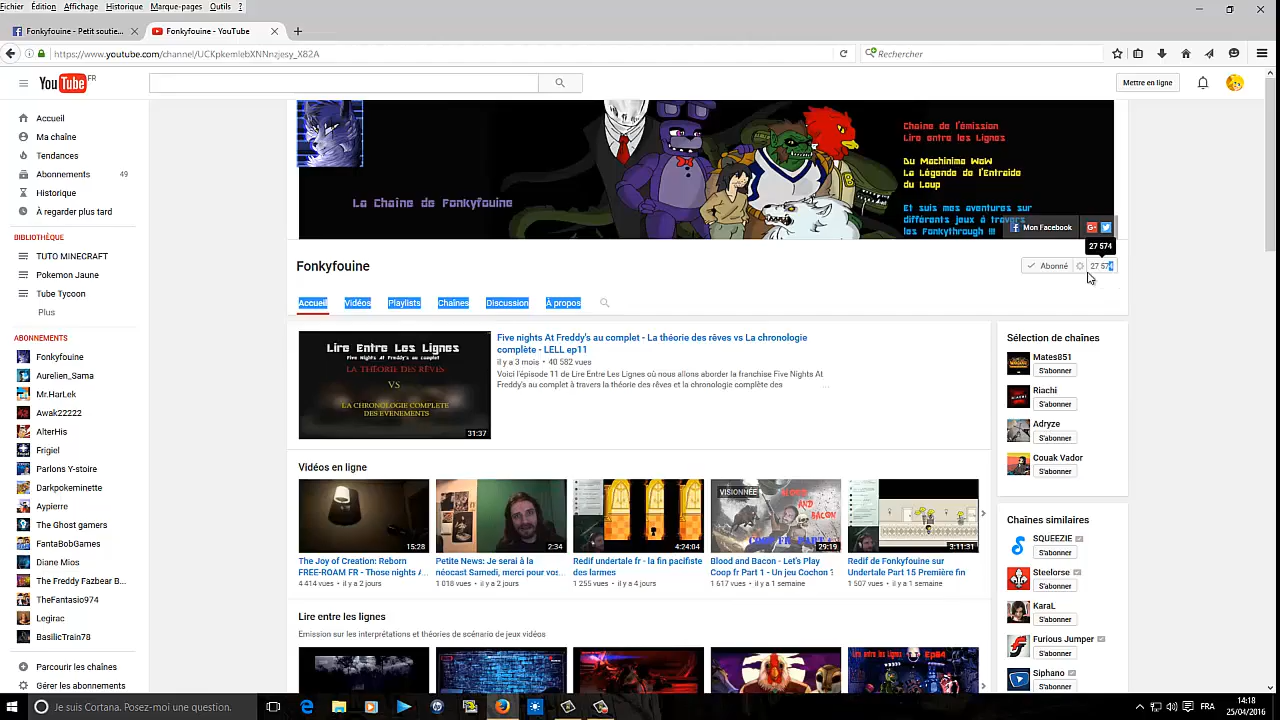 Fichier Édition Affichage Historique Marque-pages Outils ?
Fonkyfouine - Petit soutie...
Fonkyfouine - YouTube
https://www.youtube.com/channel/UCKpkemlebXNNnzjesy_X82A
Rechercher
YouTube FR
Mettre en ligne
Accueil
Ma chaîne
Tendances
Abonnements 49
Historique
À regarder plus tard
BIBLIOTHÈQUE
TUTO MINECRAFT
Pokemon Jaune
Tube Tycoon
Plus
ABONNEMENTS
Fonkyfouine
Aurelien_Sama
Mr.HarLek
Awak22222
AlterHis
Frigiel
Parlons Y-stoire
Darkpokeminette
Aypierre
The Ghost gamers
FantaBobGames
Diane Mios
The Freddy Fazbear B...
TheFantasio974
Legirac
BasilicTrain78
Parcourir les chaînes
Gérer les abonnements
La Chaîne de Fonkyfouine
Chaîne de l'émission
Lire entre les Lignes
Du Machinima WoW
La Légende de l'Entraide
du Loup
Et suis mes aventures sur
différents jeux à travers
les Fonkythrough !!!
Mon Facebook
27 574
Fonkyfouine
Abonné
27 574
Accueil Vidéos Playlists Chaînes Discussion À propos
Lire Entre Les Lignes
Five Nights At Freddy's au complet
LA THÉORIE DES RÊVES
VS
LA CHRONOLOGIE COMPLETE
DES EVENEMENTS
31:37
Five nights At Freddy's au complet - La théorie des rêves vs La chronologie
complète - LELL ep11
il y a 3 mois • 40 582 vues
Voici l'épisode 11 de Lire Entre Les Lignes où nous allons aborder la franchise Five Nights At
Freddy's au complet à travers la théorie des rêves et la chronologie complète des ...
Vidéos en ligne
15:28
The Joy of Creation: Reborn
FREE-ROAM FR - Those nights A...
4 414 vues • il y a 2 jours
2:34
Petite News: Je serai à la
néocast Samedi, merci pour vos...
1 018 vues • il y a 2 jours
4:24:04
Redif undertale fr - la fin pacifiste
des larmes
1 255 vues • il y a 4 jours
VISIONNÉE
AND
BACON
29:19
Blood and Bacon - Let's Play
Coop fr Part 1 - Un jeu Cochon ?
1 617 vues • il y a 1 semaine
3:11:31
Redif de Fonkyfouine sur
Undertale Part 15 Première fin
1 507 vues • il y a 1 semaine
Lire entre les lignes
Emission sur les interprétations et théories de scénario de jeux vidéos
Sélection de chaînes
Mates851
S'abonner
Riachi
S'abonner
Adryze
S'abonner
Couak Vador
S'abonner
Chaînes similaires
SQUEEZIE
S'abonner
Steelorse
S'abonner
KaraL
S'abonner
Furious Jumper
S'abonner
Siphano
S'abonner
Je suis Cortana. Posez-moi une question.
FRA
14:18
25/04/2016